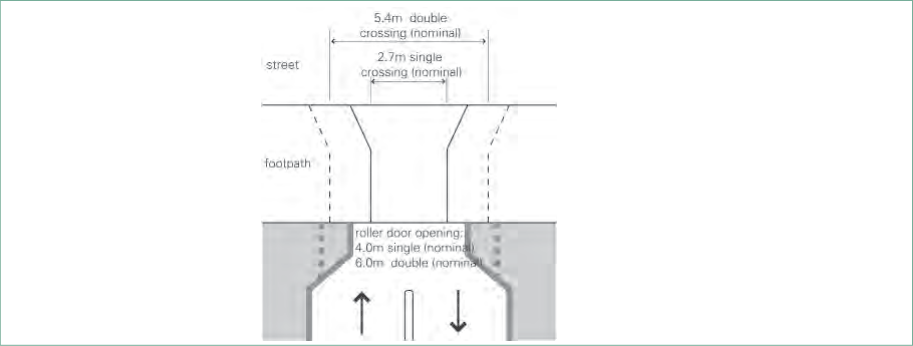 5.4m double
crossing (nominal)
2.7m single
crossing (nominal)
street
footpath
roller door opening:
4.0m single (nominal)
6.0m double (nominal)